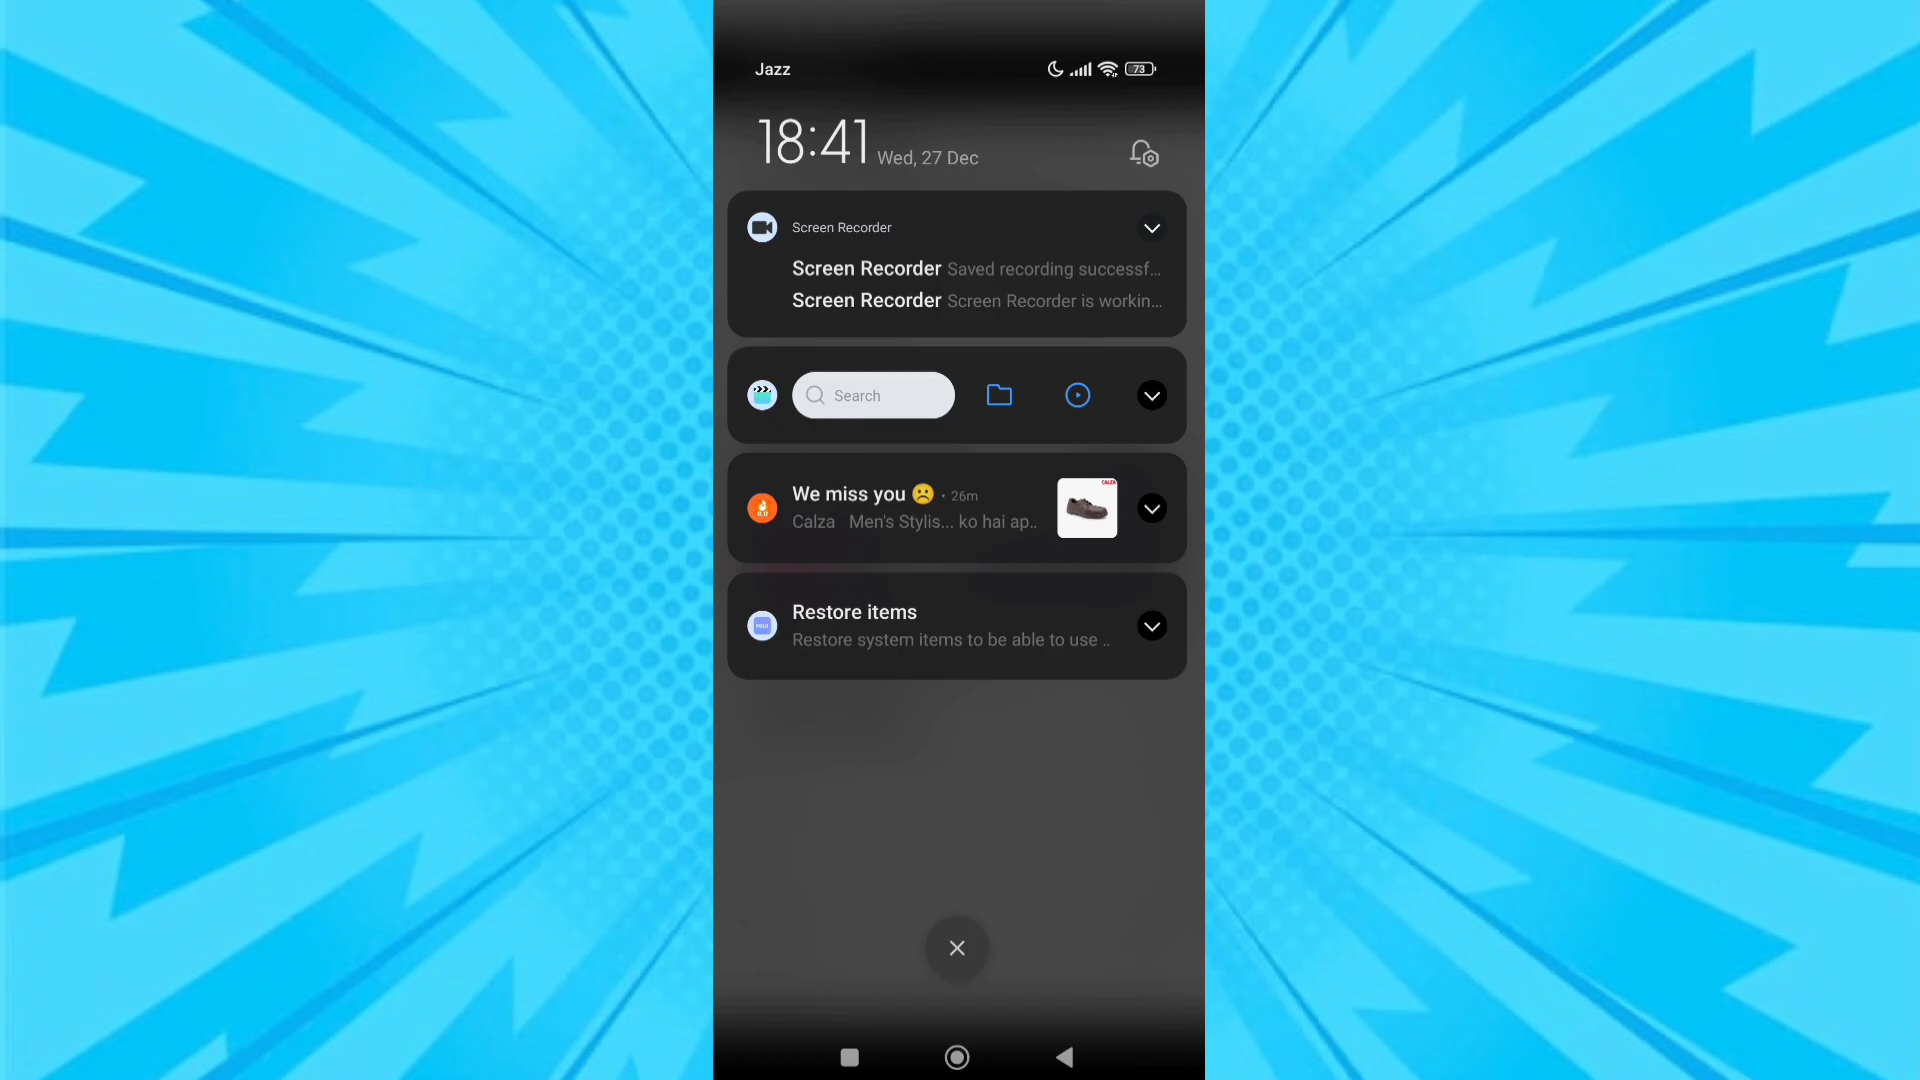 Jazz
73
18:41 Wed, 27 Dec
Screen Recorder
Screen Recorder Saved recording successf...
Screen Recorder Screen Recorder is workin...
Search
We miss you ☹️ • 26m
Calza Men's Stylis... ko hai ap..
CALZA
Restore items
Restore system items to be able to use ..